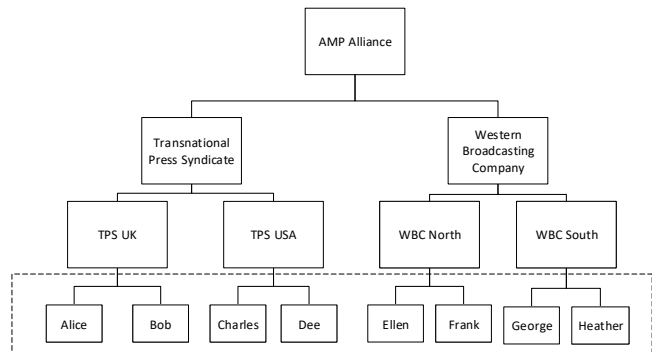 AMP Alliance
Transnational
Press Syndicate
Western
Broadcasting
Company
TPS UK
TPS USA
WBC North
WBC South
Alice
Bob
Charles
Dee
Ellen
Frank
George
Heather